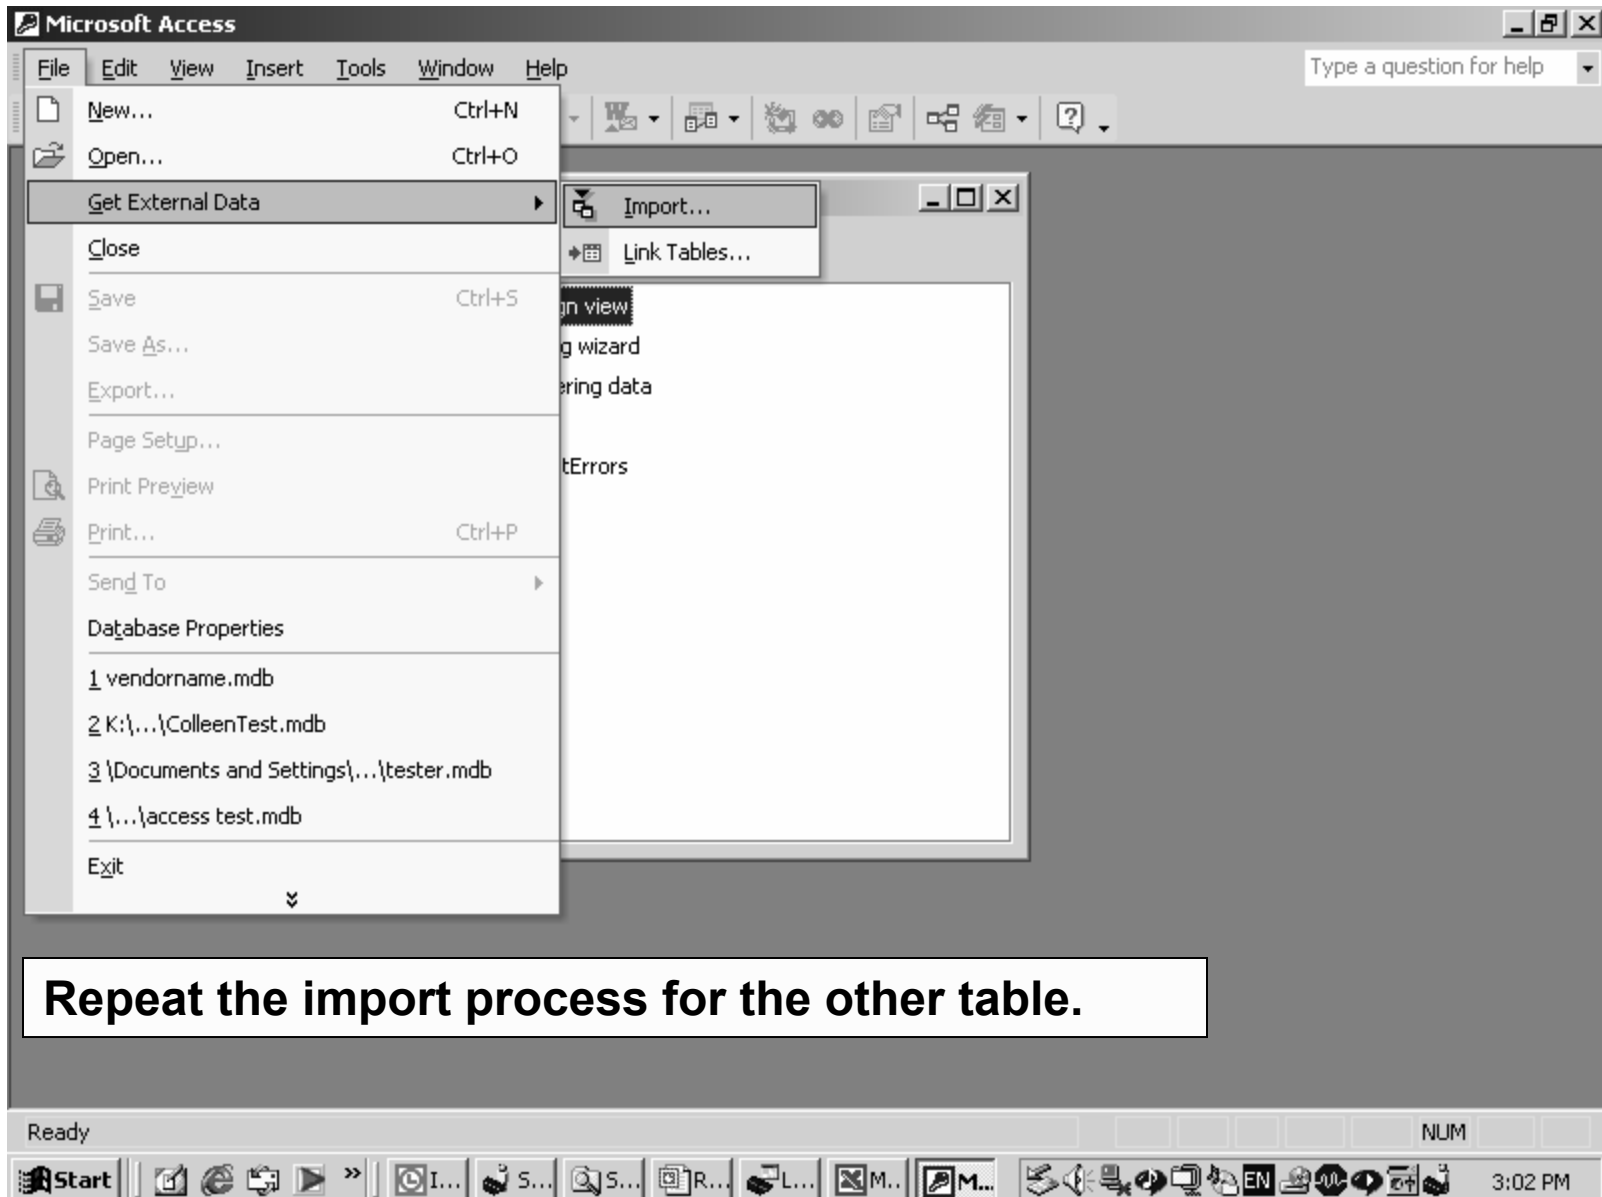 Microsoft Access
File Edit View Insert Tools Window Help
Type a question for help
New... Ctrl+N
Open... Ctrl+O
Get External Data
Import...
Close
Link Tables...
Save Ctrl+S
gn view
Save As...
g wizard
Export...
ering data
Page Setup...
tErrors
Print Preview
Print... Ctrl+P
Send To
Database Properties
1 vendorname.mdb
2 K:\...\ColleenTest.mdb
3 \Documents and Settings\...\tester.mdb
4 \...\access test.mdb
Exit
Repeat the import process for the other table.
Ready NUM
Start » I... S... S... R... L... M... M... EN 3:02 PM